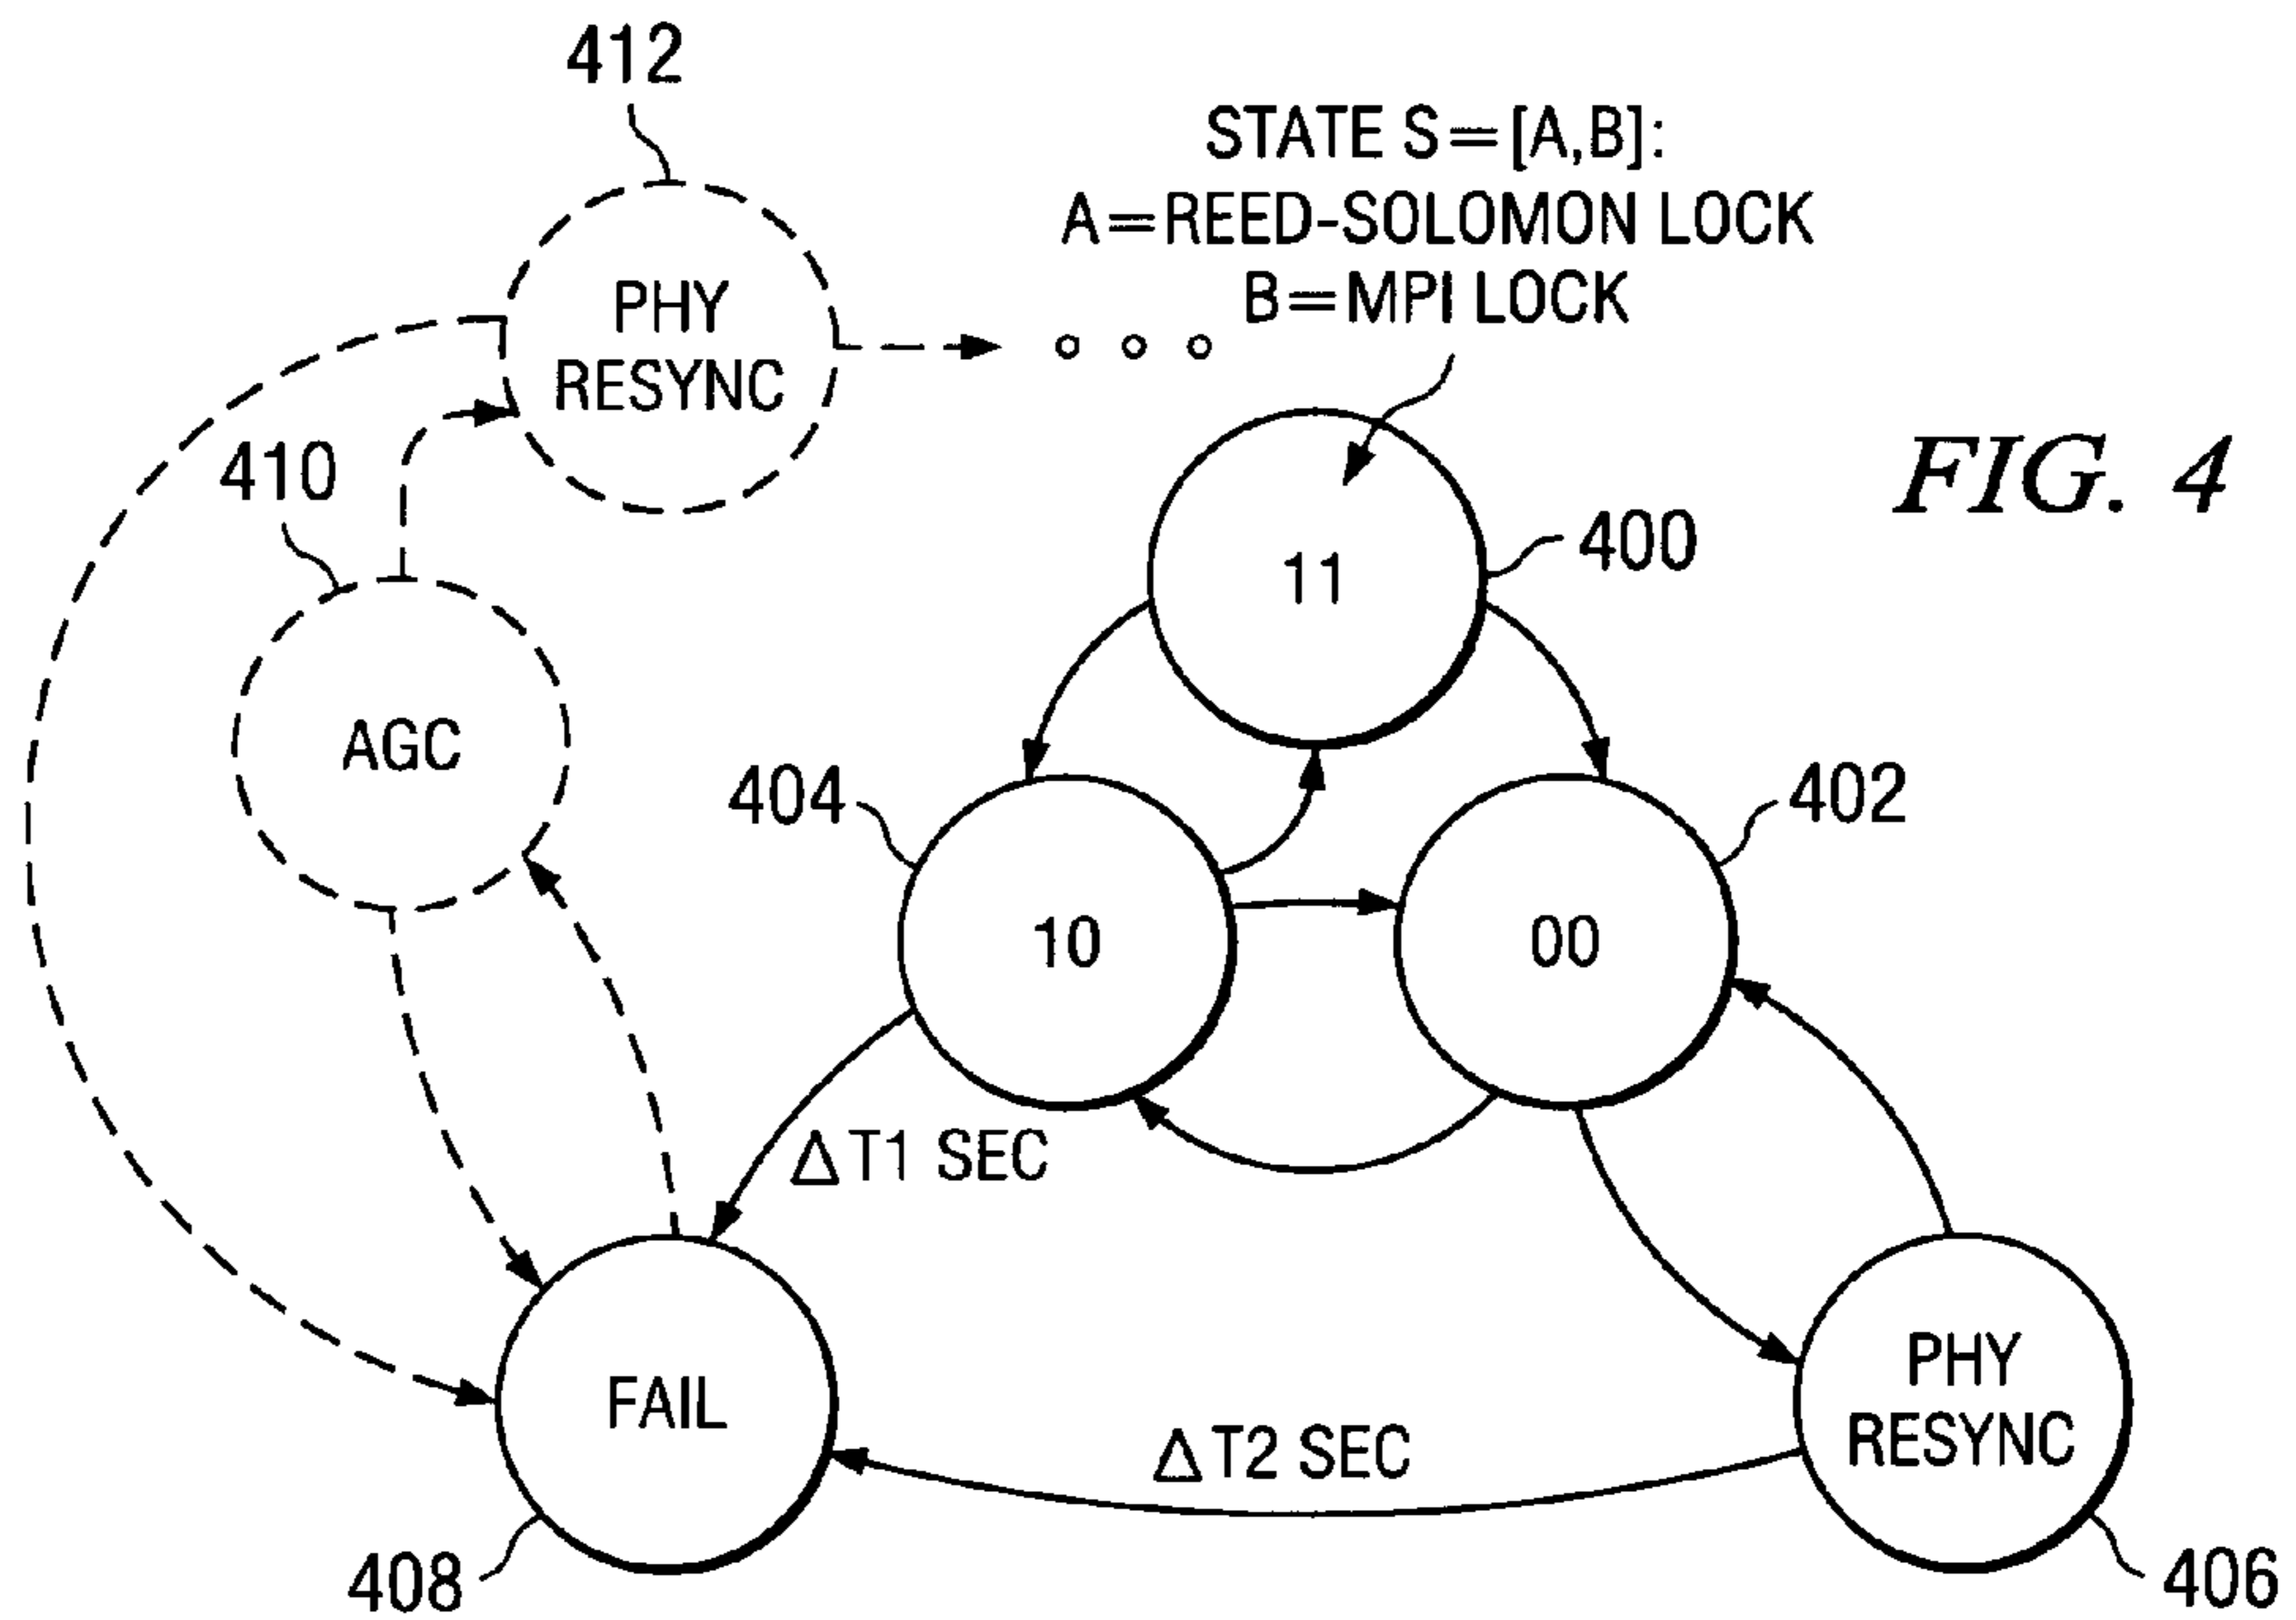 412
STATE S=[A,B]:
A=REED-SOLOMON LOCK
B=MPI LOCK
PHY
RESYNC
FIG. 4
410
400
11
AGC
404
402
10
00
ΔT1 SEC
PHY
RESYNC
FAIL
ΔT2 SEC
408
406